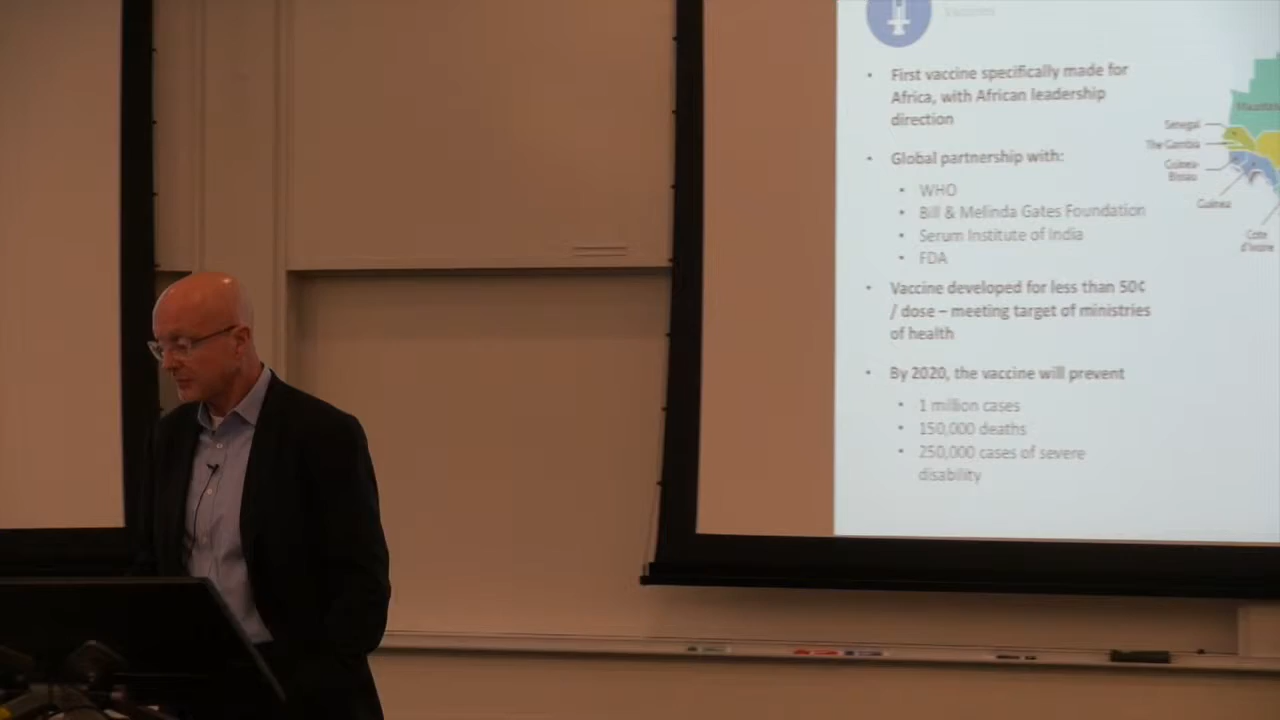 Vaccines
• First vaccine specifically made for
Africa, with African leadership
direction
• Global partnership with:
• WHO
• Bill & Melinda Gates Foundation
• Serum Institute of India
• FDA
• Vaccine developed for less than 50¢
/ dose – meeting target of ministries
of health
• By 2020, the vaccine will prevent
• 1 million cases
• 150,000 deaths
• 250,000 cases of severe
disability
Senegal
The Gambia
Guinea-
Bissau
Guinea
Cote
d'Ivoire